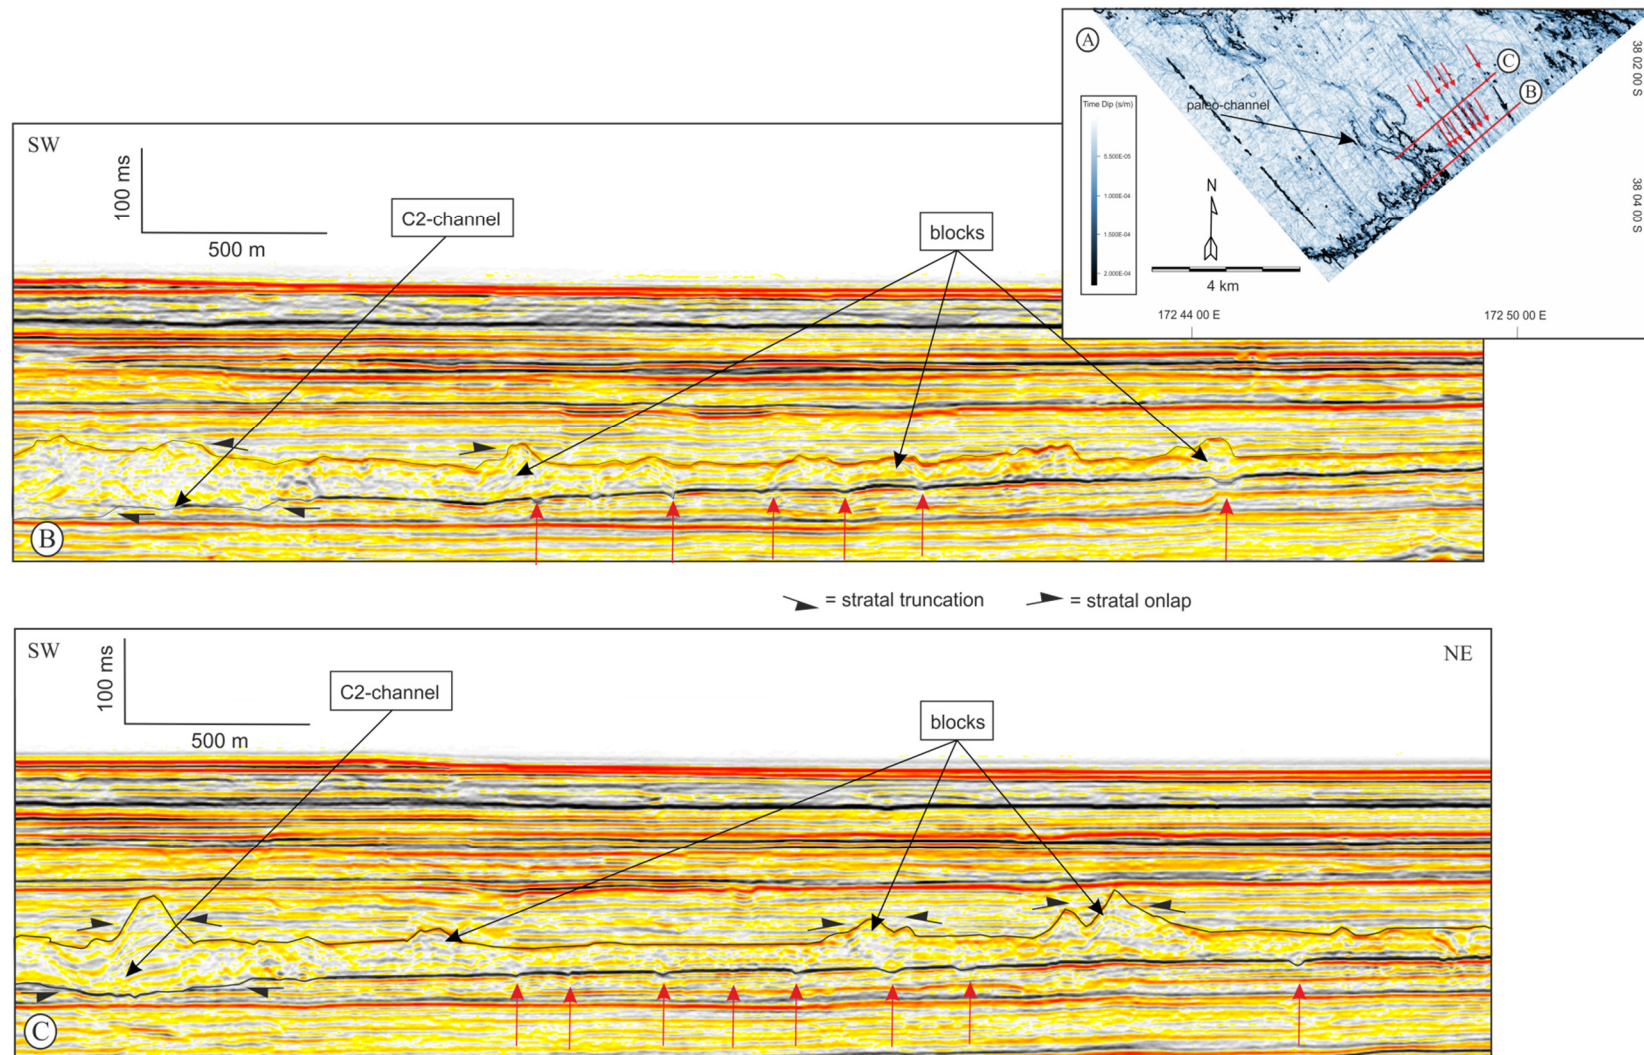 A
Time Dip (s/m)
5.500E-05
1.000E-04
1.500E-04
2.000E-04
paleo-channel
C
B
N
4 km
38 02 00 S
38 04 00 S
172 44 00 E
172 50 00 E
SW
100 ms
500 m
C2-channel
blocks
B
= stratal truncation
= stratal onlap
SW
NE
100 ms
500 m
C2-channel
blocks
C